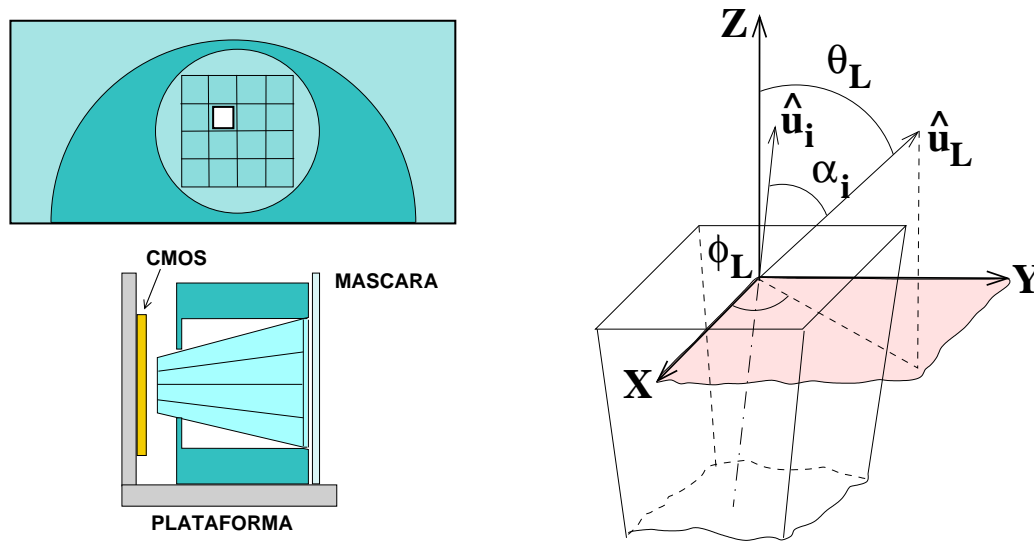 CMOS
MASCARA
PLATAFORMA
Z
θL
ûi
ûL
αi
ϕL
Y
X